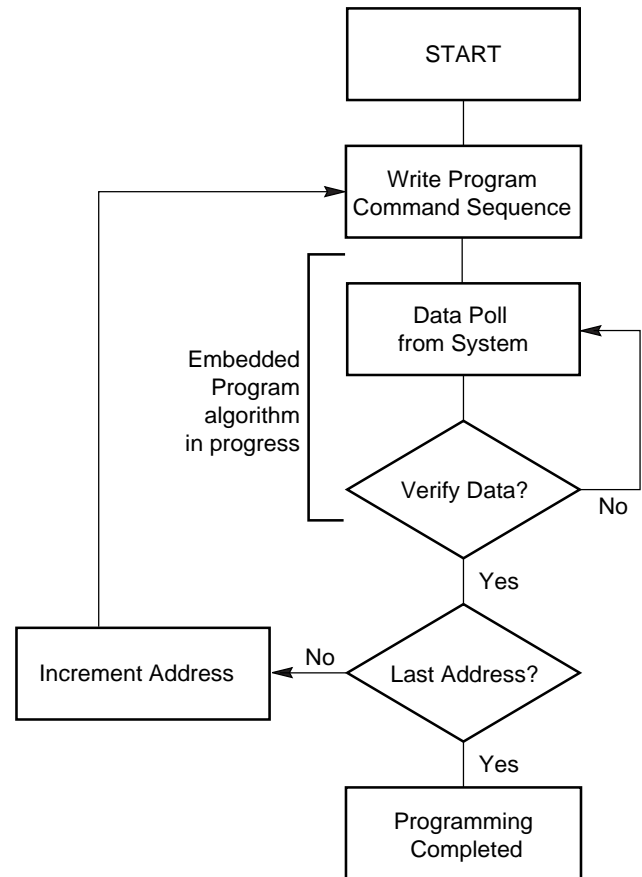 START
Write Program
Command Sequence
Data Poll
from System
Embedded
Program
algorithm
in progress
Verify Data?
No
Yes
Increment Address
No
Last Address?
Yes
Programming
Completed